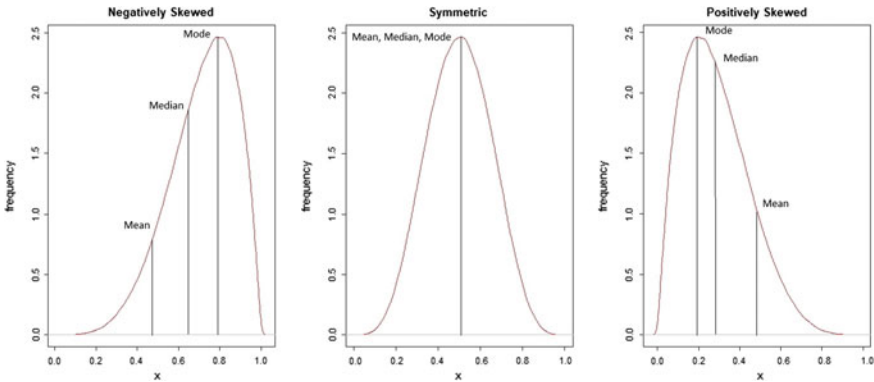 Negatively Skewed
frequency
2.5
2.0
1.5
1.0
0.5
0.0
Mode
Median
Mean
0.0 0.2 0.4 0.6 0.8 1.0
x
Symmetric
frequency
2.5
2.0
1.5
1.0
0.5
0.0
Mean, Median, Mode
0.0 0.2 0.4 0.6 0.8 1.0
x
Positively Skewed
frequency
2.5
2.0
1.5
1.0
0.5
0.0
Mode
Median
Mean
0.0 0.2 0.4 0.6 0.8 1.0
x